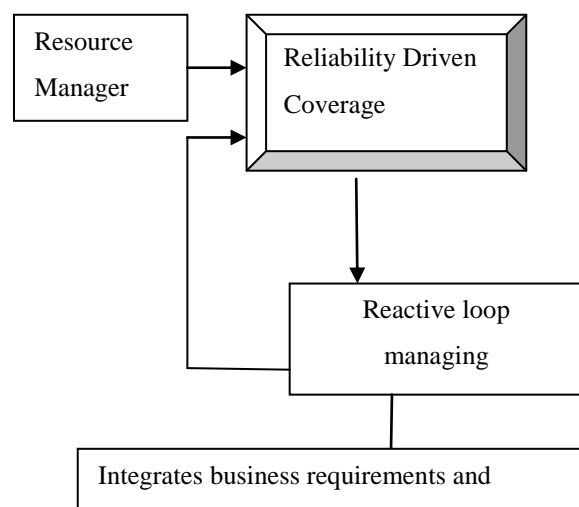 Resource
Manager
Reliability Driven
Coverage
Reactive loop
managing
Integrates business requirements and